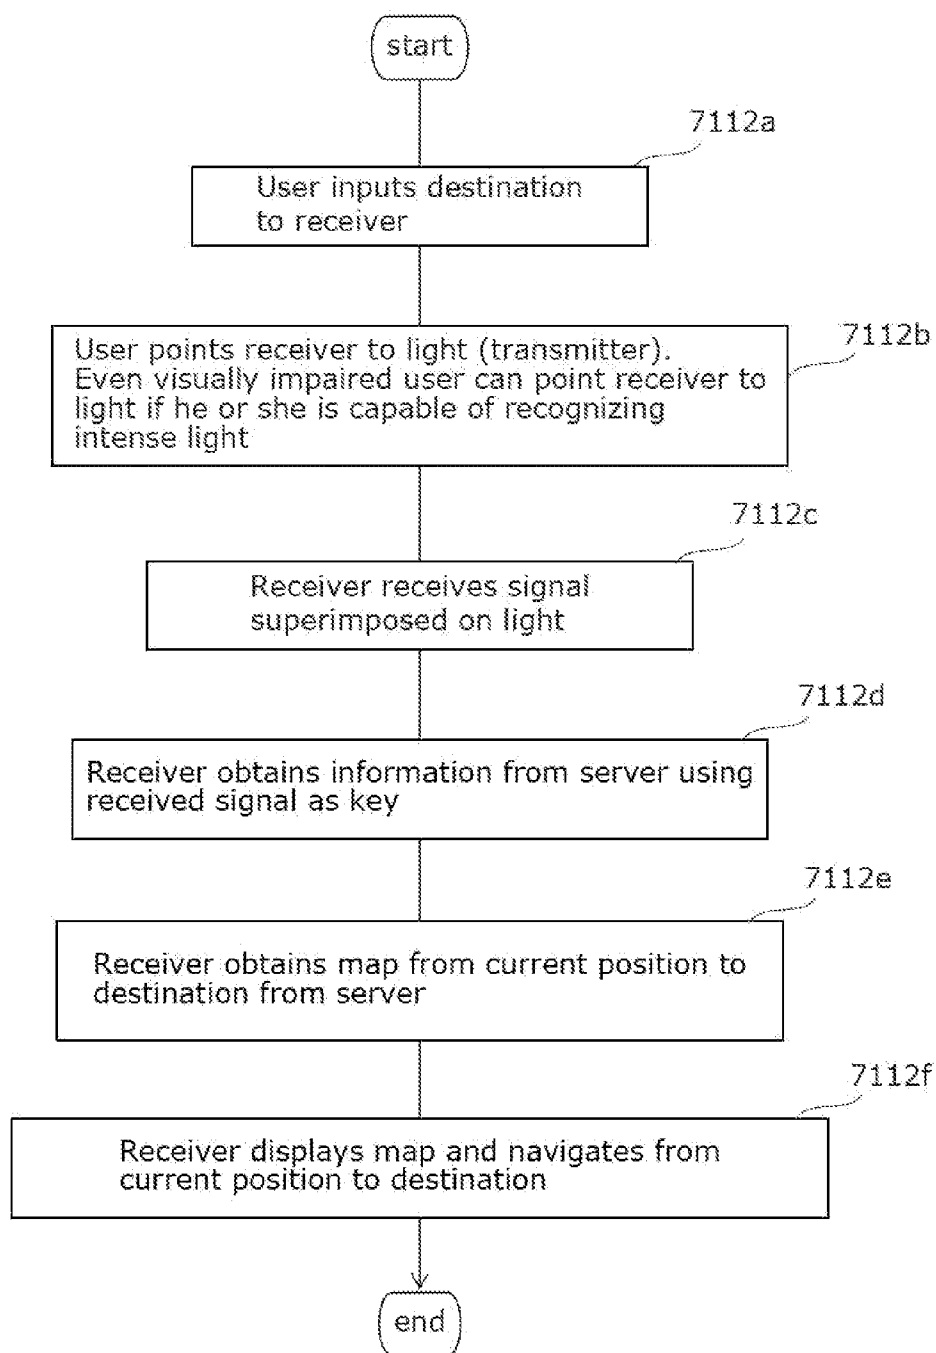 start
7112a
User inputs destination
to receiver
7112b
User points receiver to light (transmitter).
Even visually impaired user can point receiver to
light if he or she is capable of recognizing
intense light
7112c
Receiver receives signal
superimposed on light
7112d
Receiver obtains information from server using
received signal as key
7112e
Receiver obtains map from current position to
destination from server
7112f
Receiver displays map and navigates from
current position to destination
end